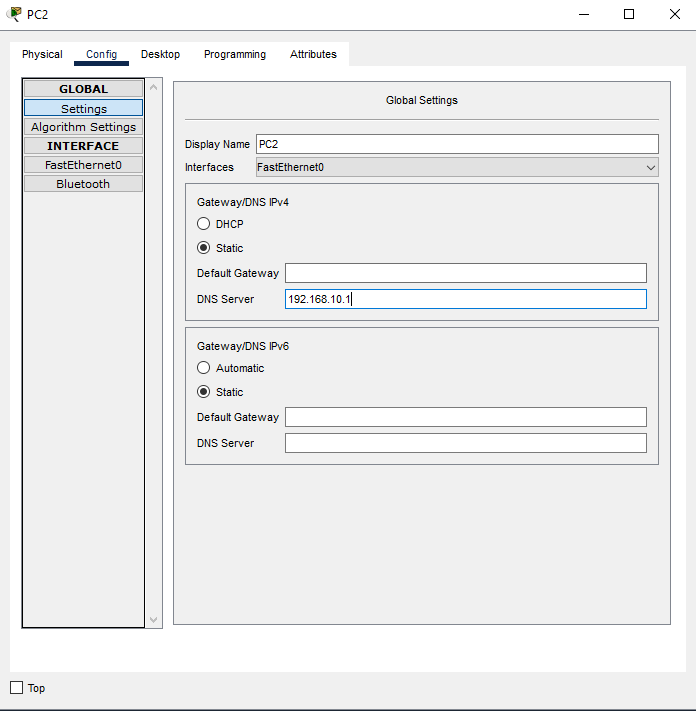 PC2
Physical Config Desktop Programming Attributes
GLOBAL
Settings
Algorithm Settings
INTERFACE
FastEthernet0
Bluetooth
Global Settings
Display Name PC2
Interfaces FastEthernet0
Gateway/DNS IPv4
DHCP
Static
Default Gateway
DNS Server 192.168.10.1
Gateway/DNS IPv6
Automatic
Static
Default Gateway
DNS Server
Top